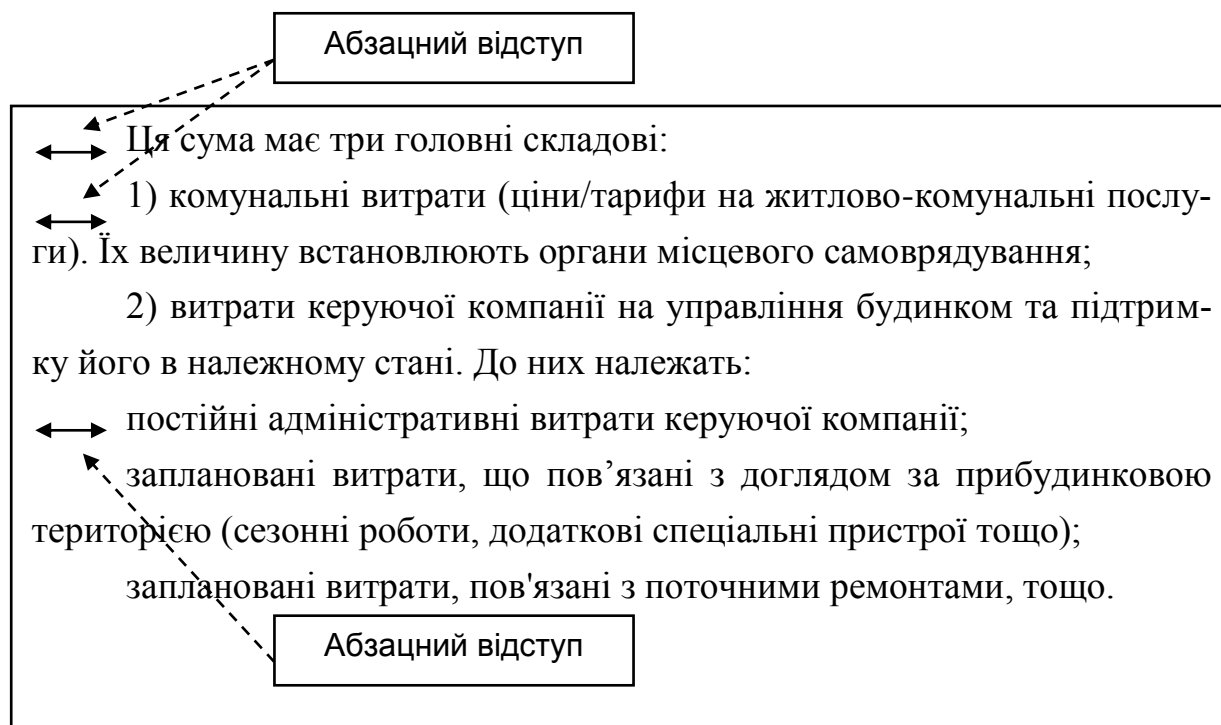 Абзацний відступ
Ця сума має три головні складові:
1) комунальні витрати (ціни/тарифи на житлово-комунальні послу-
ги). Їх величину встановлюють органи місцевого самоврядування;
2) витрати керуючої компанії на управління будинком та підтрим-
ку його в належному стані. До них належать:
постійні адміністративні витрати керуючої компанії;
заплановані витрати, що пов’язані з доглядом за прибудинковою
територією (сезонні роботи, додаткові спеціальні пристрої тощо);
заплановані витрати, пов'язані з поточними ремонтами, тощо.
Абзацний відступ